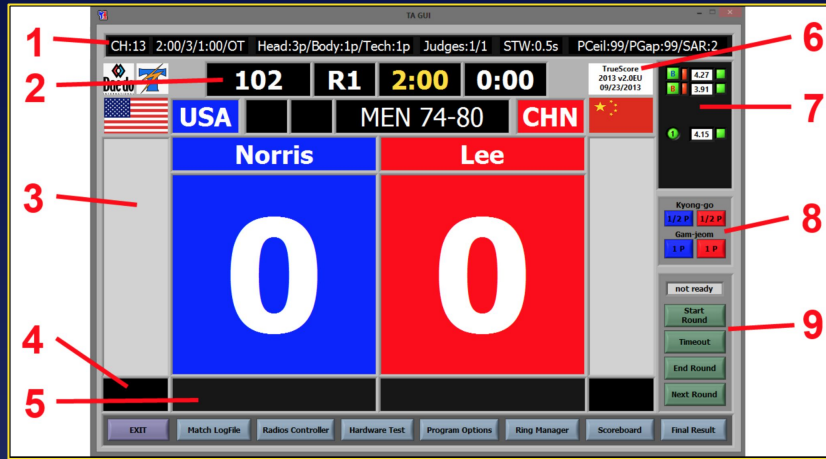 TA GUI
1
CH:13 2:00/3/1:00/OT Head:3p/Body:1p/Tech:1p Judges:1/1 STW:0.5s PCeil:99/PGap:99/SAR:2
6
2
Daedo
102 R1 2:00 0:00
TrueScore
2013 v2.0EU
09/23/2013
B 4.27
B 3.91
7
USA MEN 74-80 CHN
1 4.15
Norris Lee
3
0 0
Kyong-go
1/2 P 1/2 P
8
Gam-jeom
1 P 1 P
not ready
Start
Round
9
Timeout
4
End Round
5
Next Round
EXIT Match LogFile Radios Controller Hardware Test Program Options Ring Manager Scoreboard Final Result